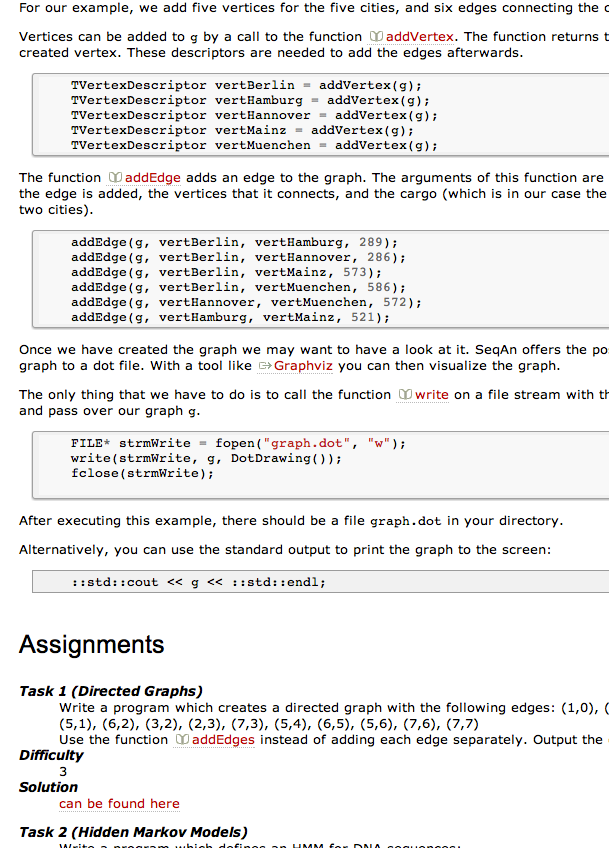 For our example, we add five vertices for the five cities, and six edges connecting the
Vertices can be added to g by a call to the function addVertex. The function returns
created vertex. These descriptors are needed to add the edges afterwards.
TVertexDescriptor vertBerlin = addVertex(g);
TVertexDescriptor vertHamburg = addVertex(g);
TVertexDescriptor vertHannover = addVertex(g);
TVertexDescriptor vertMainz = addVertex(g);
TVertexDescriptor vertMuenchen = addVertex(g);
The function addEdge adds an edge to the graph. The arguments of this function are
the edge is added, the vertices that it connects, and the cargo (which is in our case the
two cities).
addEdge(g, vertBerlin, vertHamburg, 289);
addEdge(g, vertBerlin, vertHannover, 286);
addEdge(g, vertBerlin, vertMainz, 573);
addEdge(g, vertBerlin, vertMuenchen, 586);
addEdge(g, vertHannover, vertMuenchen, 572);
addEdge(g, vertHamburg, vertMainz, 521);
Once we have created the graph we may want to have a look at it. SeqAn offers the
graph to a dot file. With a tool like Graphviz you can then visualize the graph.
The only thing that we have to do is to call the function write on a file stream with
and pass over our graph g.
FILE* strmWrite = fopen("graph.dot", "w");
write(strmWrite, g, DotDrawing());
fclose(strmWrite);
After executing this example, there should be a file graph.dot in your directory.
Alternatively, you can use the standard output to print the graph to the screen:
::std::cout << g << ::std::endl;
Assignments
Task 1 (Directed Graphs)
Write a program which creates a directed graph with the following edges: (1,0), (
(5,1), (6,2), (3,2), (2,3), (7,3), (5,4), (6,5), (5,6), (7,6), (7,7)
Use the function addEdges instead of adding each edge separately. Output the
Difficulty
3
Solution
can be found here
Task 2 (Hidden Markov Models)
Write a program which defines an HMM for DNA sequences: